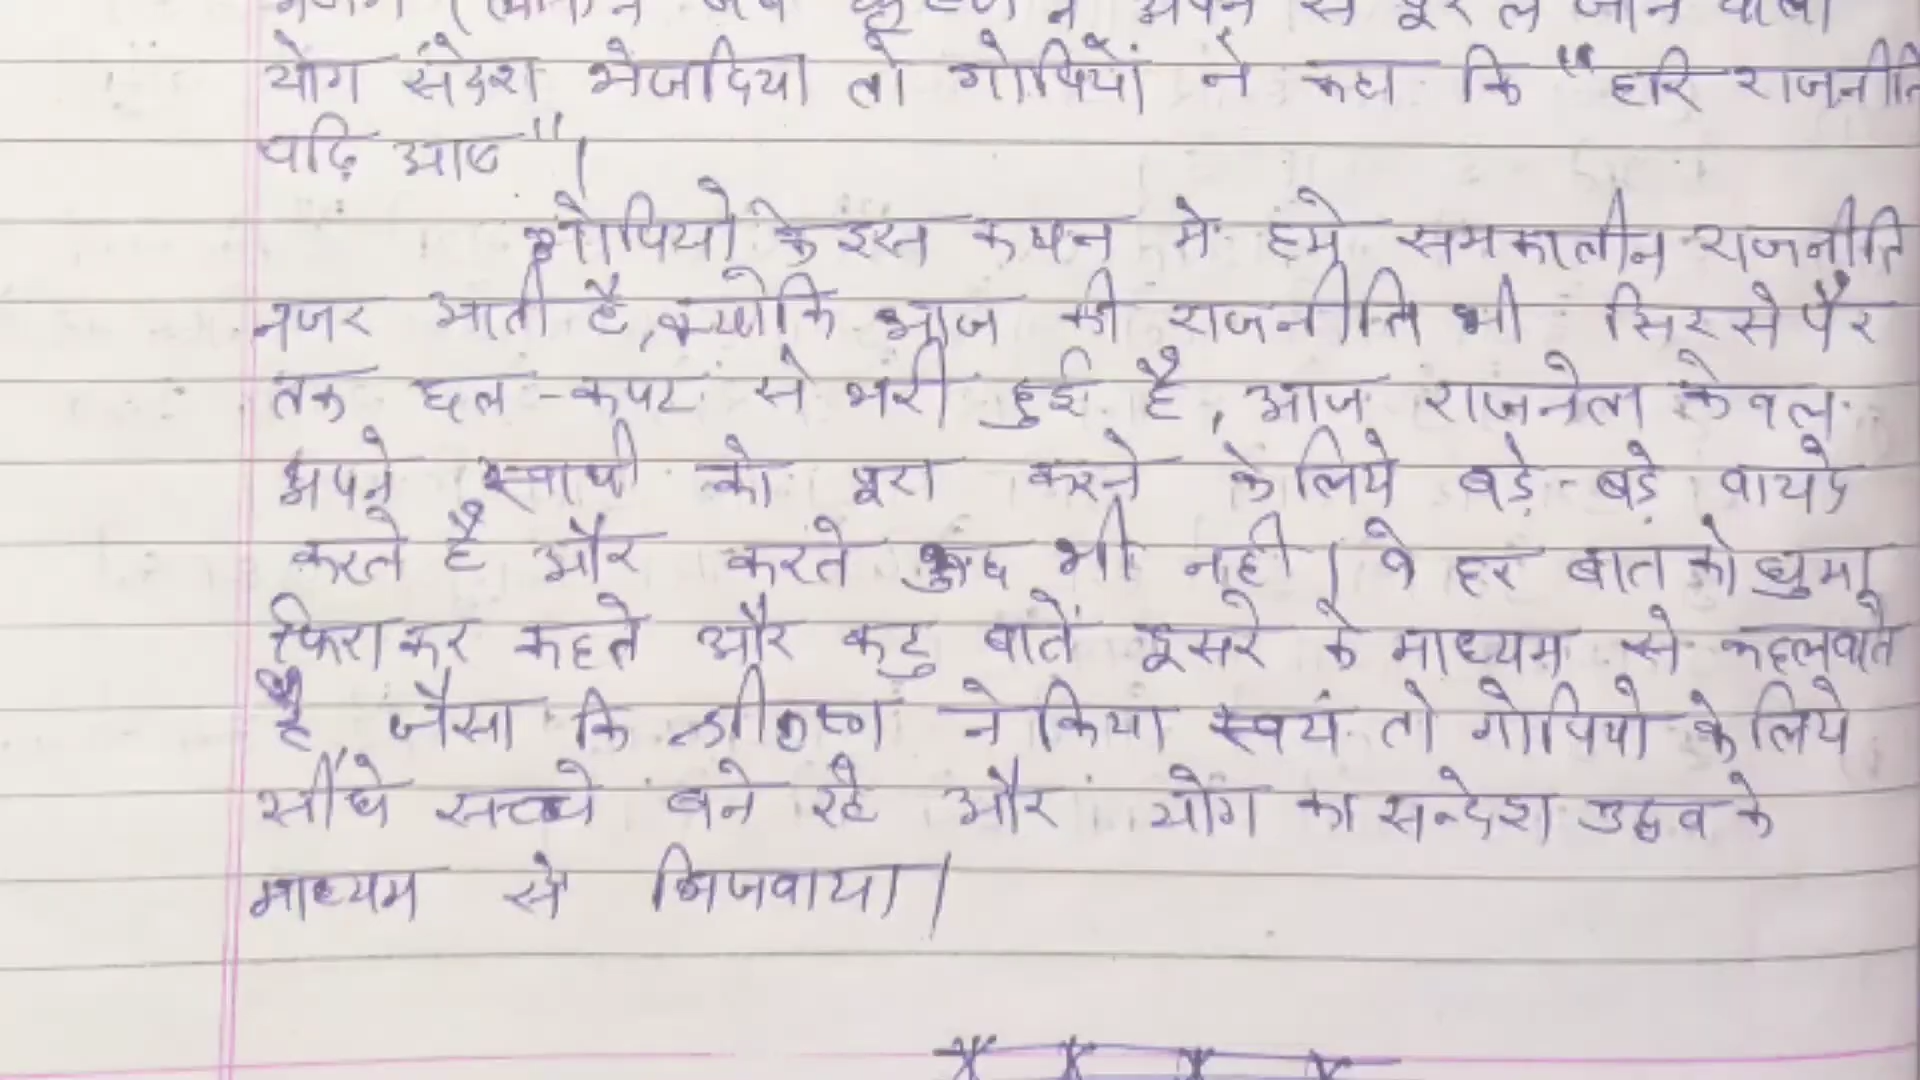 कृष्ण ने अपने से दूर ले जाने वाला
योग संदेश भेजदिया तो गोपियों ने कहा कि "हरि राजनीति
पढ़ि आए"।
गोपियो के इस कथन में हमे समकालीन राजनीति
नजर आती है, क्योकि आज की राजनीति भी सिर से पैर
तक छल-कपट से भरी हुई है, आज राजनेता केवल
अपने स्वार्थो को पूरा करने के लिये बड़े-बड़े वायदे
करते है और करते कुछ भी नही। वे हर बात को घुमा
फिराकर कहते और कटु बातें दूसरे के माध्यम से कहलवाते
है जैसा कि श्रीकृष्ण ने किया स्वयं तो गोपियो के लिये
सीधे सच्चे बने रहे और योग का सन्देश उद्धव के
माध्यम से भिजवाया।